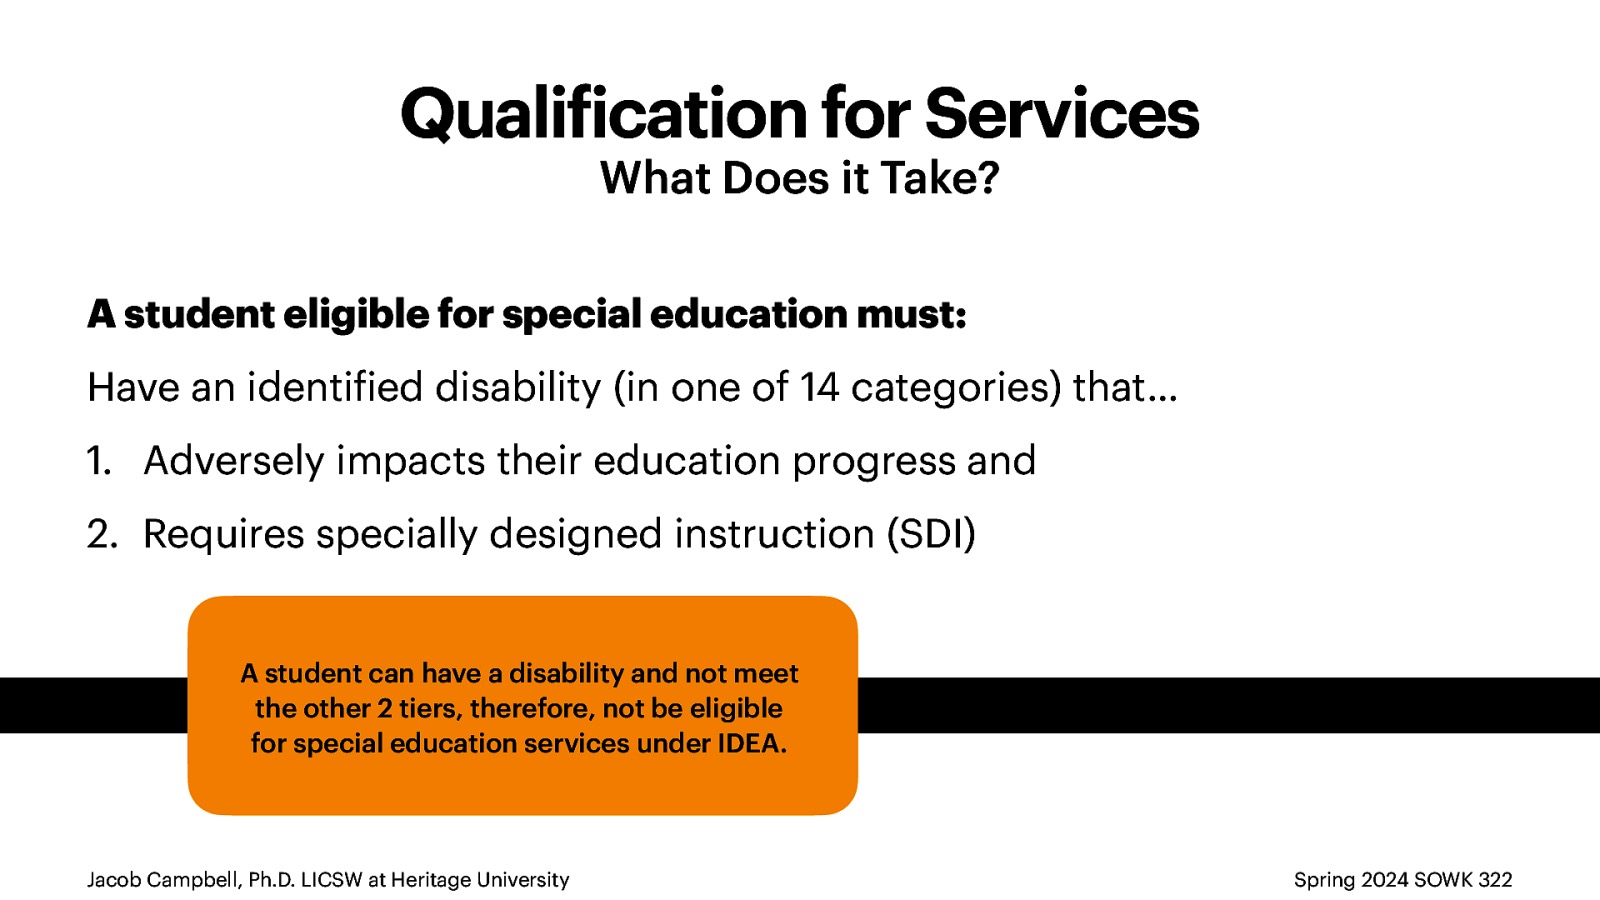 Qualification for Services
What Does it Take?
A student eligible for special education must:
Have an identified disability (in one of 14 categories) that…
1. Adversely impacts their education progress and
2. Requires specially designed instruction (SDI)
A student can have a disability and not meet
the other 2 tiers, therefore, not be eligible
for special education services under IDEA.
Jacob Campbell, Ph.D. LICSW at Heritage University
Spring 2024 SOWK 322